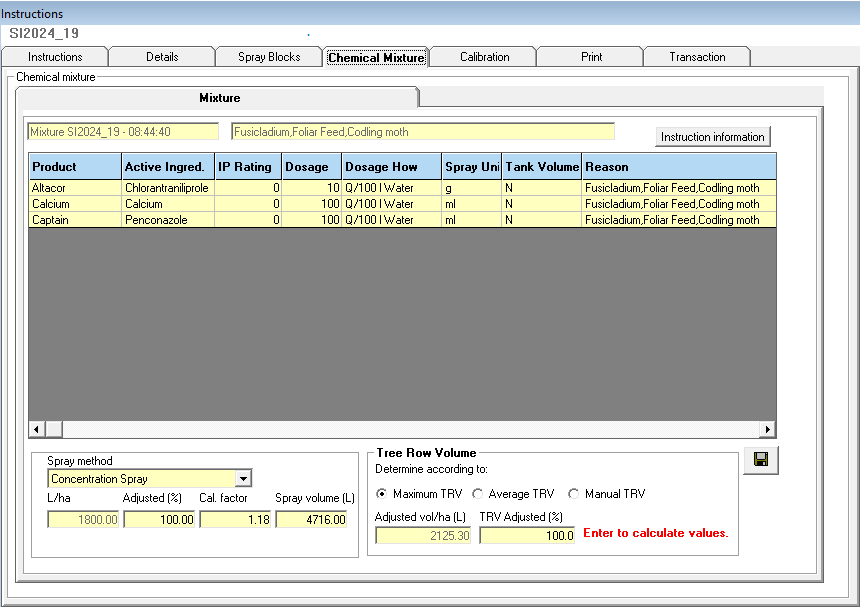 Instructions
SI2024_19
Instructions Details Spray Blocks Chemical Mixture Calibration Print Transaction
Chemical mixture
Mixture
Mixture SI2024_19 - 08:44:40 Fusicladium,Foliar Feed,Codling moth
Instruction information
Product Active Ingred. IP Rating Dosage Dosage How Spray Uni Tank Volume Reason
Altacor Chlorantraniliprole 0 10 Q/100 l Water g N Fusicladium,Foliar Feed,Codling moth
Calcium Calcium 0 100 Q/100 l Water ml N Fusicladium,Foliar Feed,Codling moth
Captain Penconazole 0 100 Q/100 l Water ml N Fusicladium,Foliar Feed,Codling moth
Spray method
Concentration Spray
L/ha Adjusted (%) Cal. factor Spray volume (L)
1800.00 100.00 1.18 4716.00
Tree Row Volume
Determine according to:
Maximum TRV Average TRV Manual TRV
Adjusted vol/ha (L) TRV Adjusted (%)
2125.30 100.0 Enter to calculate values.